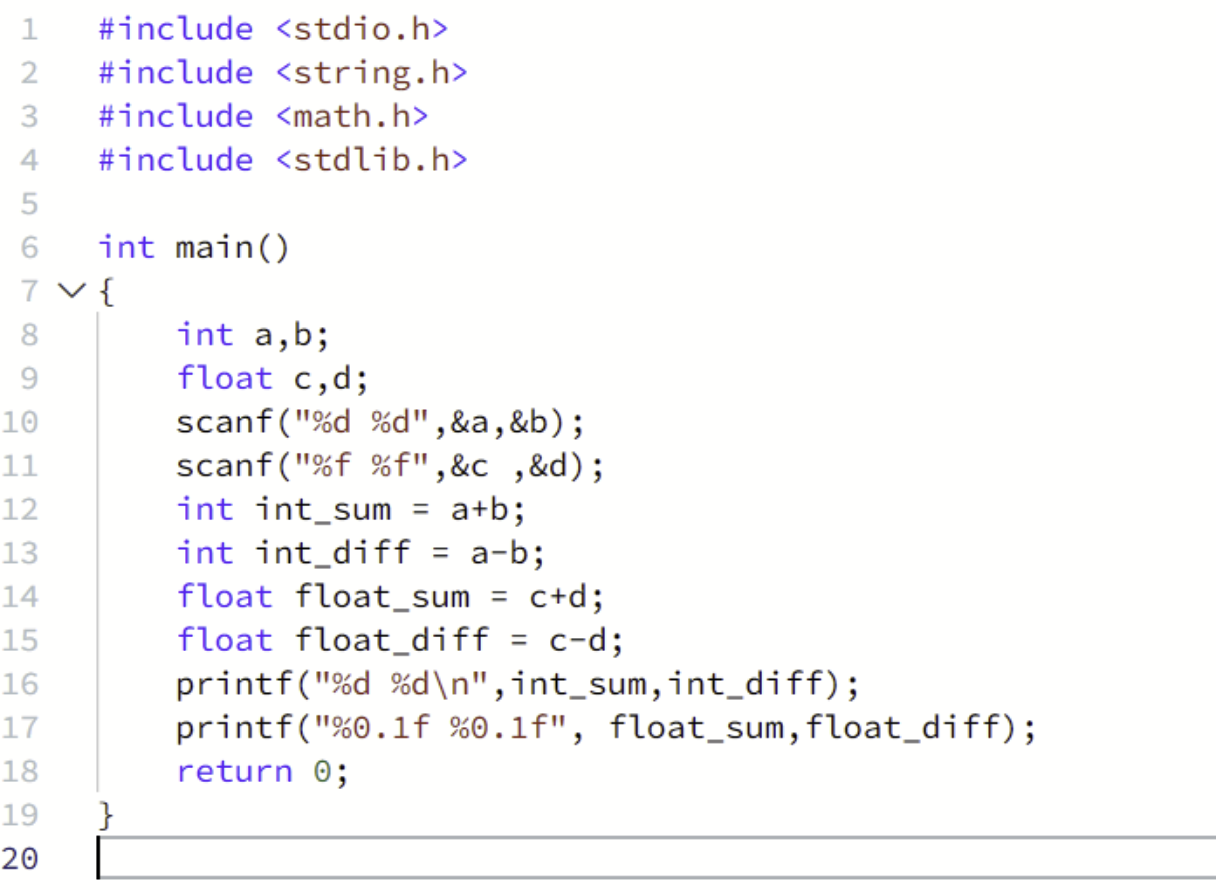 1 #include <stdio.h>
2 #include <string.h>
3 #include <math.h>
4 #include <stdlib.h>
5
6 int main()
7 {
8     int a,b;
9     float c,d;
10     scanf("%d %d",&a,&b);
11     scanf("%f %f",&c ,&d);
12     int int_sum = a+b;
13     int int_diff = a-b;
14     float float_sum = c+d;
15     float float_diff = c-d;
16     printf("%d %d\n",int_sum,int_diff);
17     printf("%0.1f %0.1f", float_sum,float_diff);
18     return 0;
19 }
20